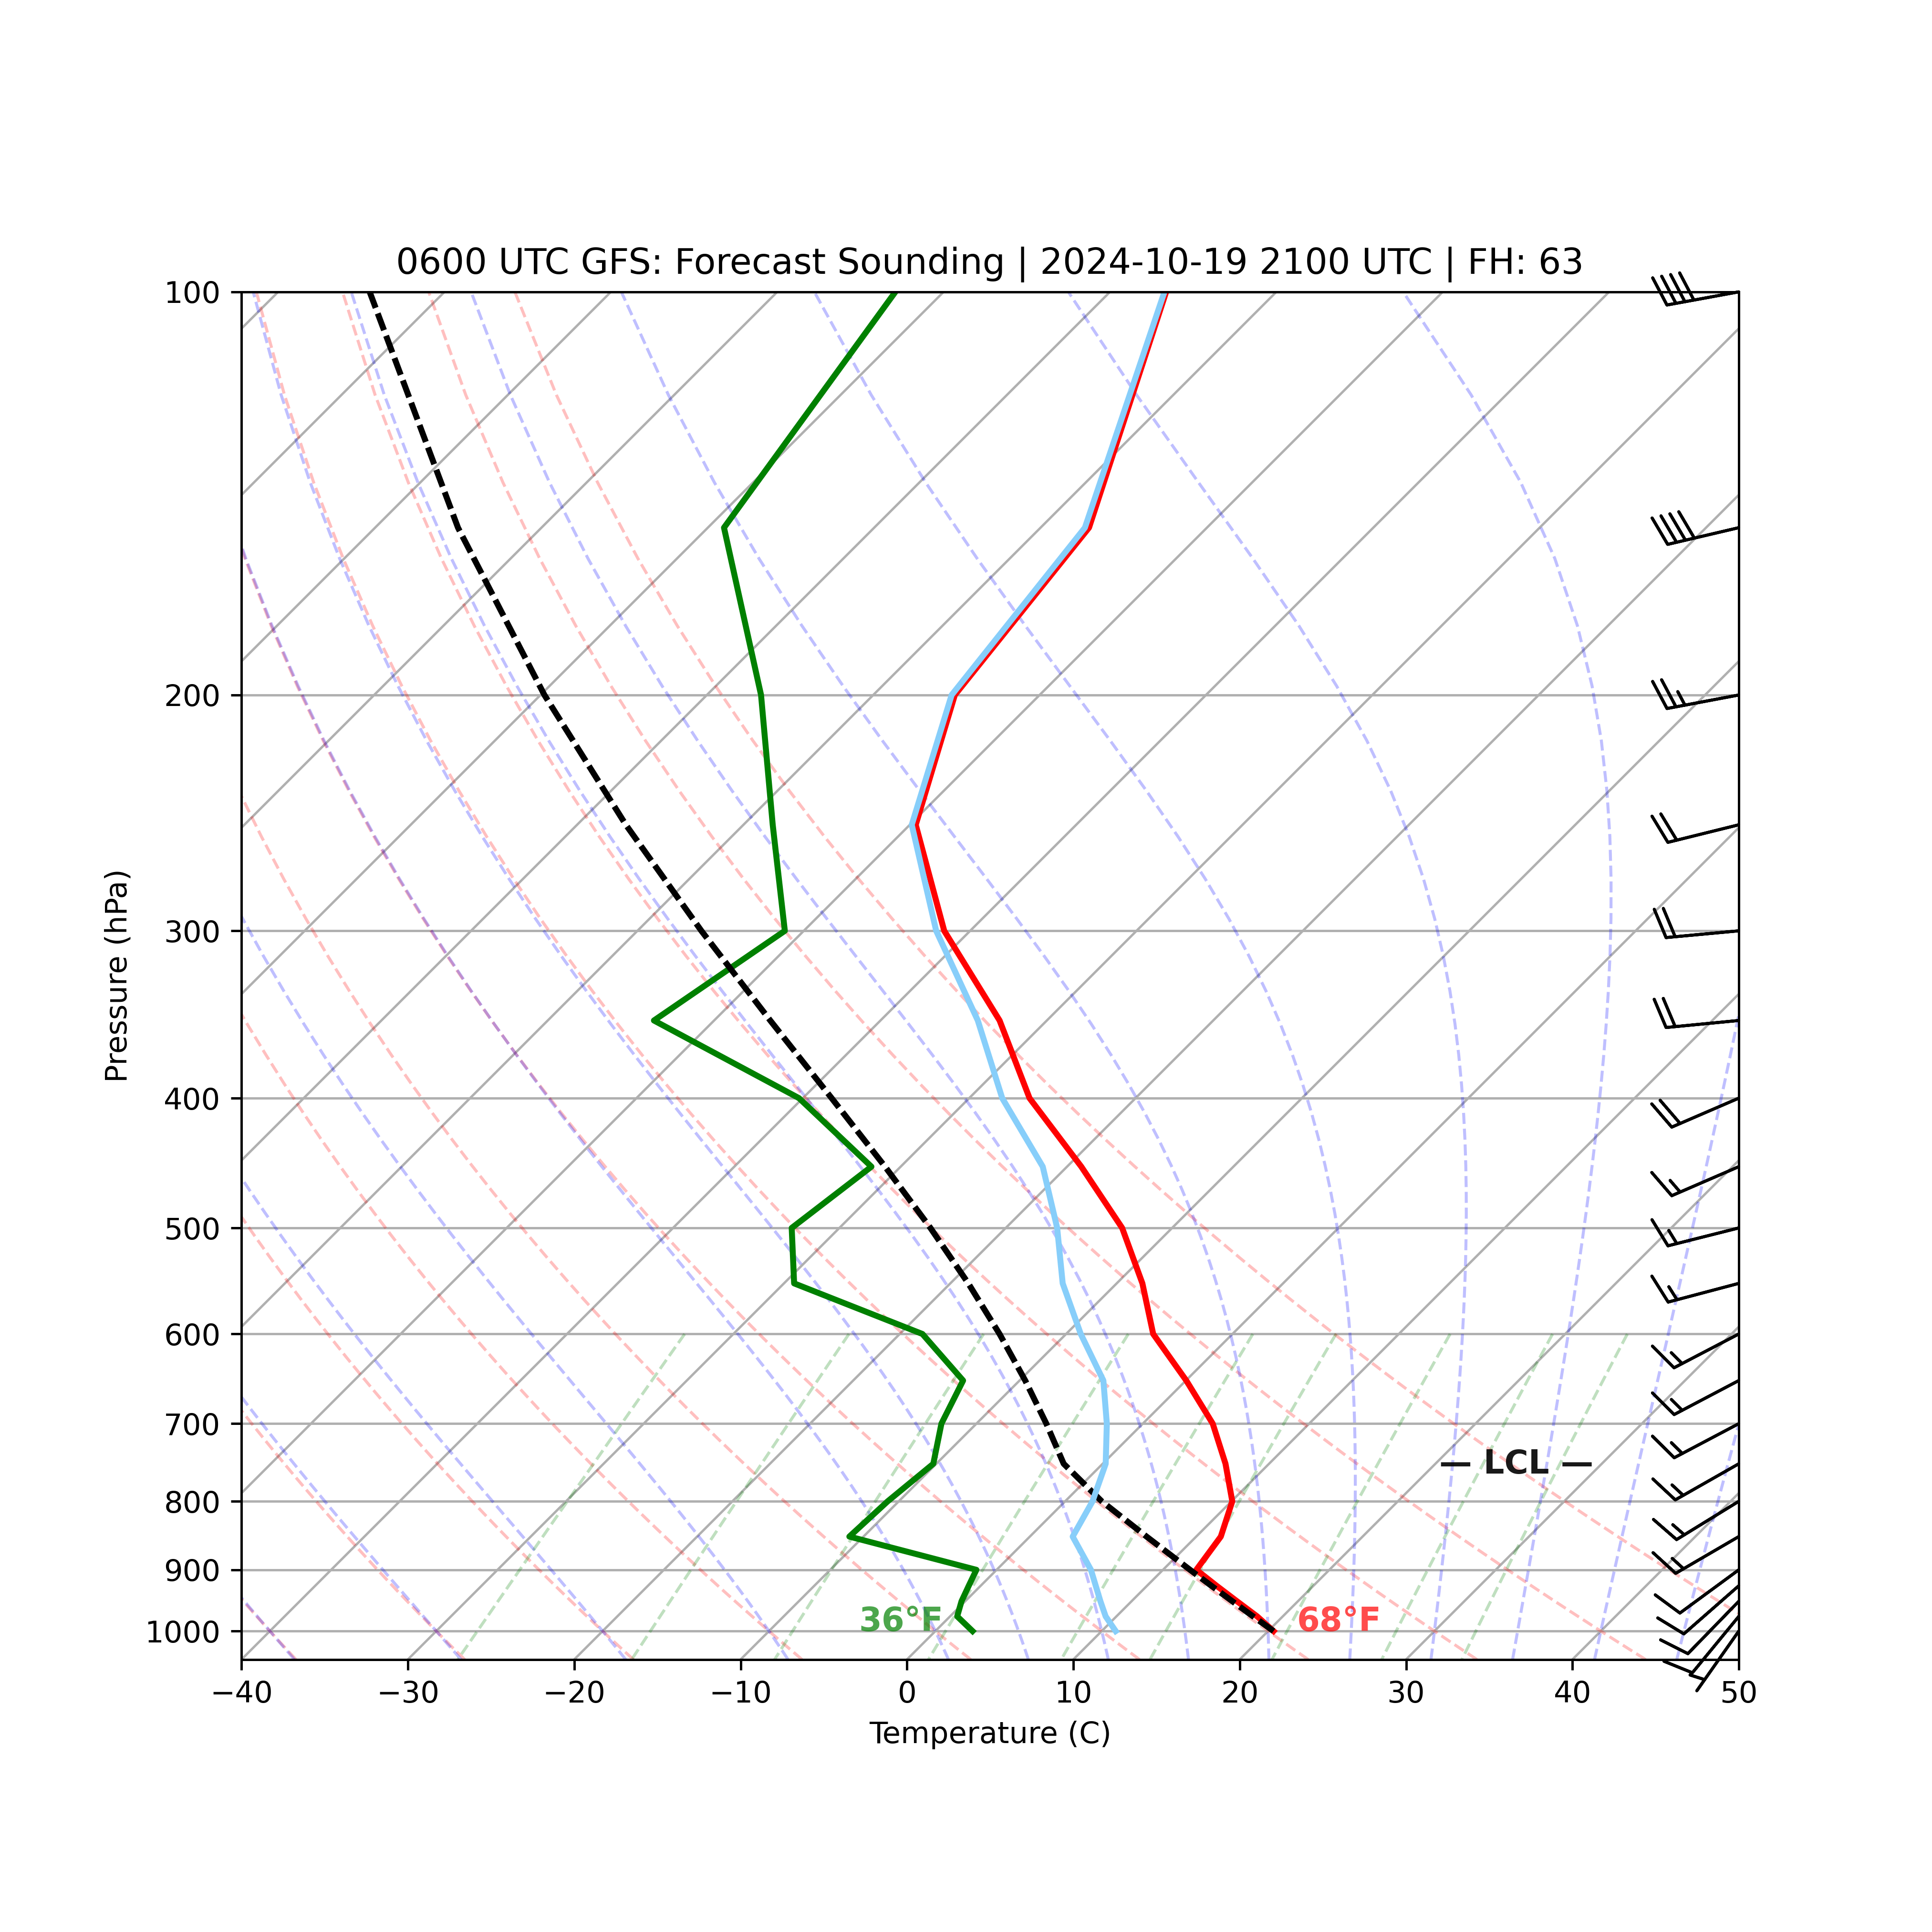 0600 UTC GFS: Forecast Sounding | 2024-10-19 2100 UTC | FH: 63
100
200
300
400
500
600
700
800
900
1000
Pressure (hPa)
— LCL —
36°F
68°F
−40 −30 −20 −10 0 10 20 30 40 50
Temperature (C)